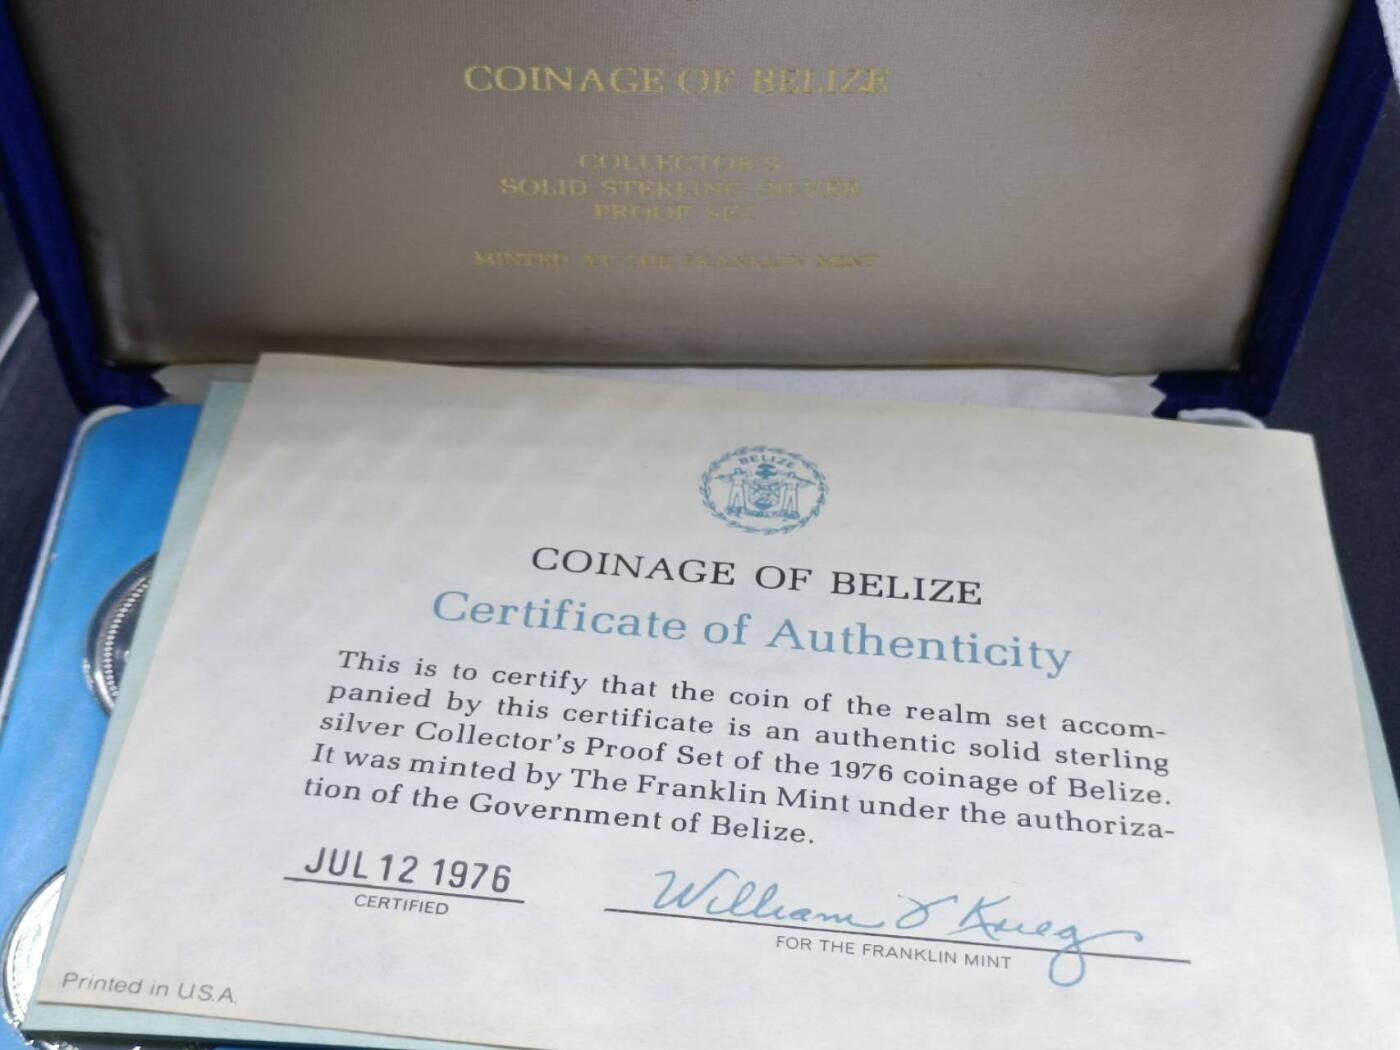 COINAGE OF BELIZE
COLLECTOR'S
SOLID STERLING SILVER
PROOF SET
MINTED AT THE FRANKLIN MINT
BELIZE
COINAGE OF BELIZE
Certificate of Authenticity
This is to certify that the coin of the realm set accom-
panied by this certificate is an authentic solid sterling
silver Collector's Proof Set of the 1976 coinage of Belize.
It was minted by The Franklin Mint under the authoriza-
tion of the Government of Belize.
JUL 12 1976
CERTIFIED
William J Krieg
FOR THE FRANKLIN MINT
Printed in U.S.A.